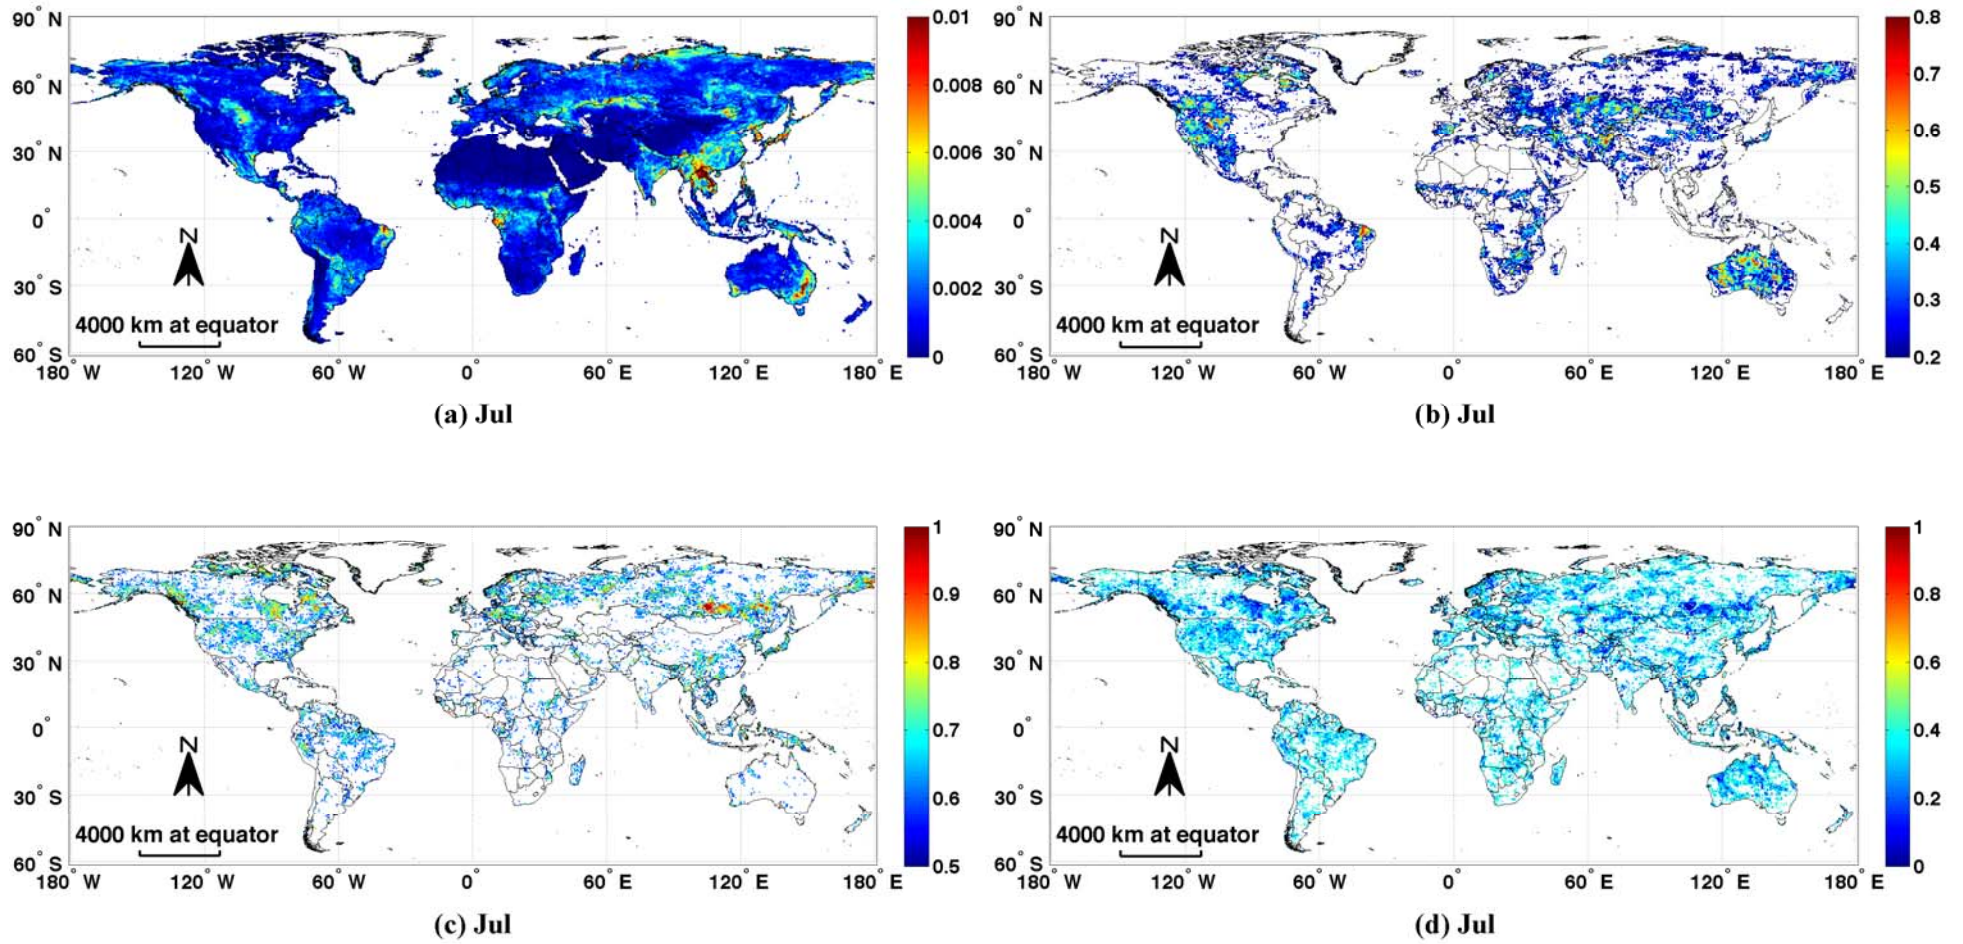 90° N
60° N
30° N
0°
30° S
60° S
180° W
120° W
60° W
0°
60° E
120° E
180° E
N
4000 km at equator
0.01
0.008
0.006
0.004
0.002
0
(a) Jul
90° N
60° N
30° N
0°
30° S
60° S
180° W
120° W
60° W
0°
60° E
120° E
180° E
N
4000 km at equator
0.8
0.7
0.6
0.5
0.4
0.3
0.2
(b) Jul
90° N
60° N
30° N
0°
30° S
60° S
180° W
120° W
60° W
0°
60° E
120° E
180° E
N
4000 km at equator
1
0.9
0.8
0.7
0.6
0.5
(c) Jul
90° N
60° N
30° N
0°
30° S
60° S
180° W
120° W
60° W
0°
60° E
120° E
180° E
N
4000 km at equator
1
0.8
0.6
0.4
0.2
0
(d) Jul